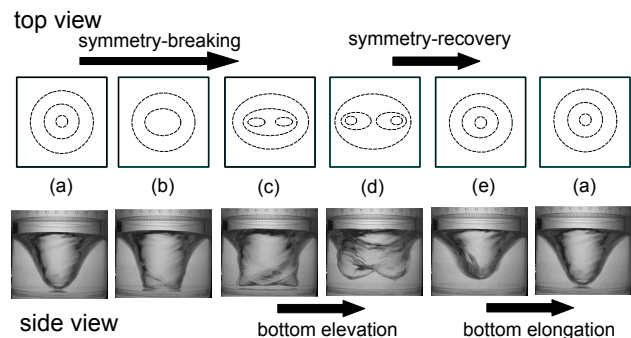 top view
symmetry-breaking
symmetry-recovery
(a)
(b)
(c)
(d)
(e)
(a)
side view
bottom elevation
bottom elongation